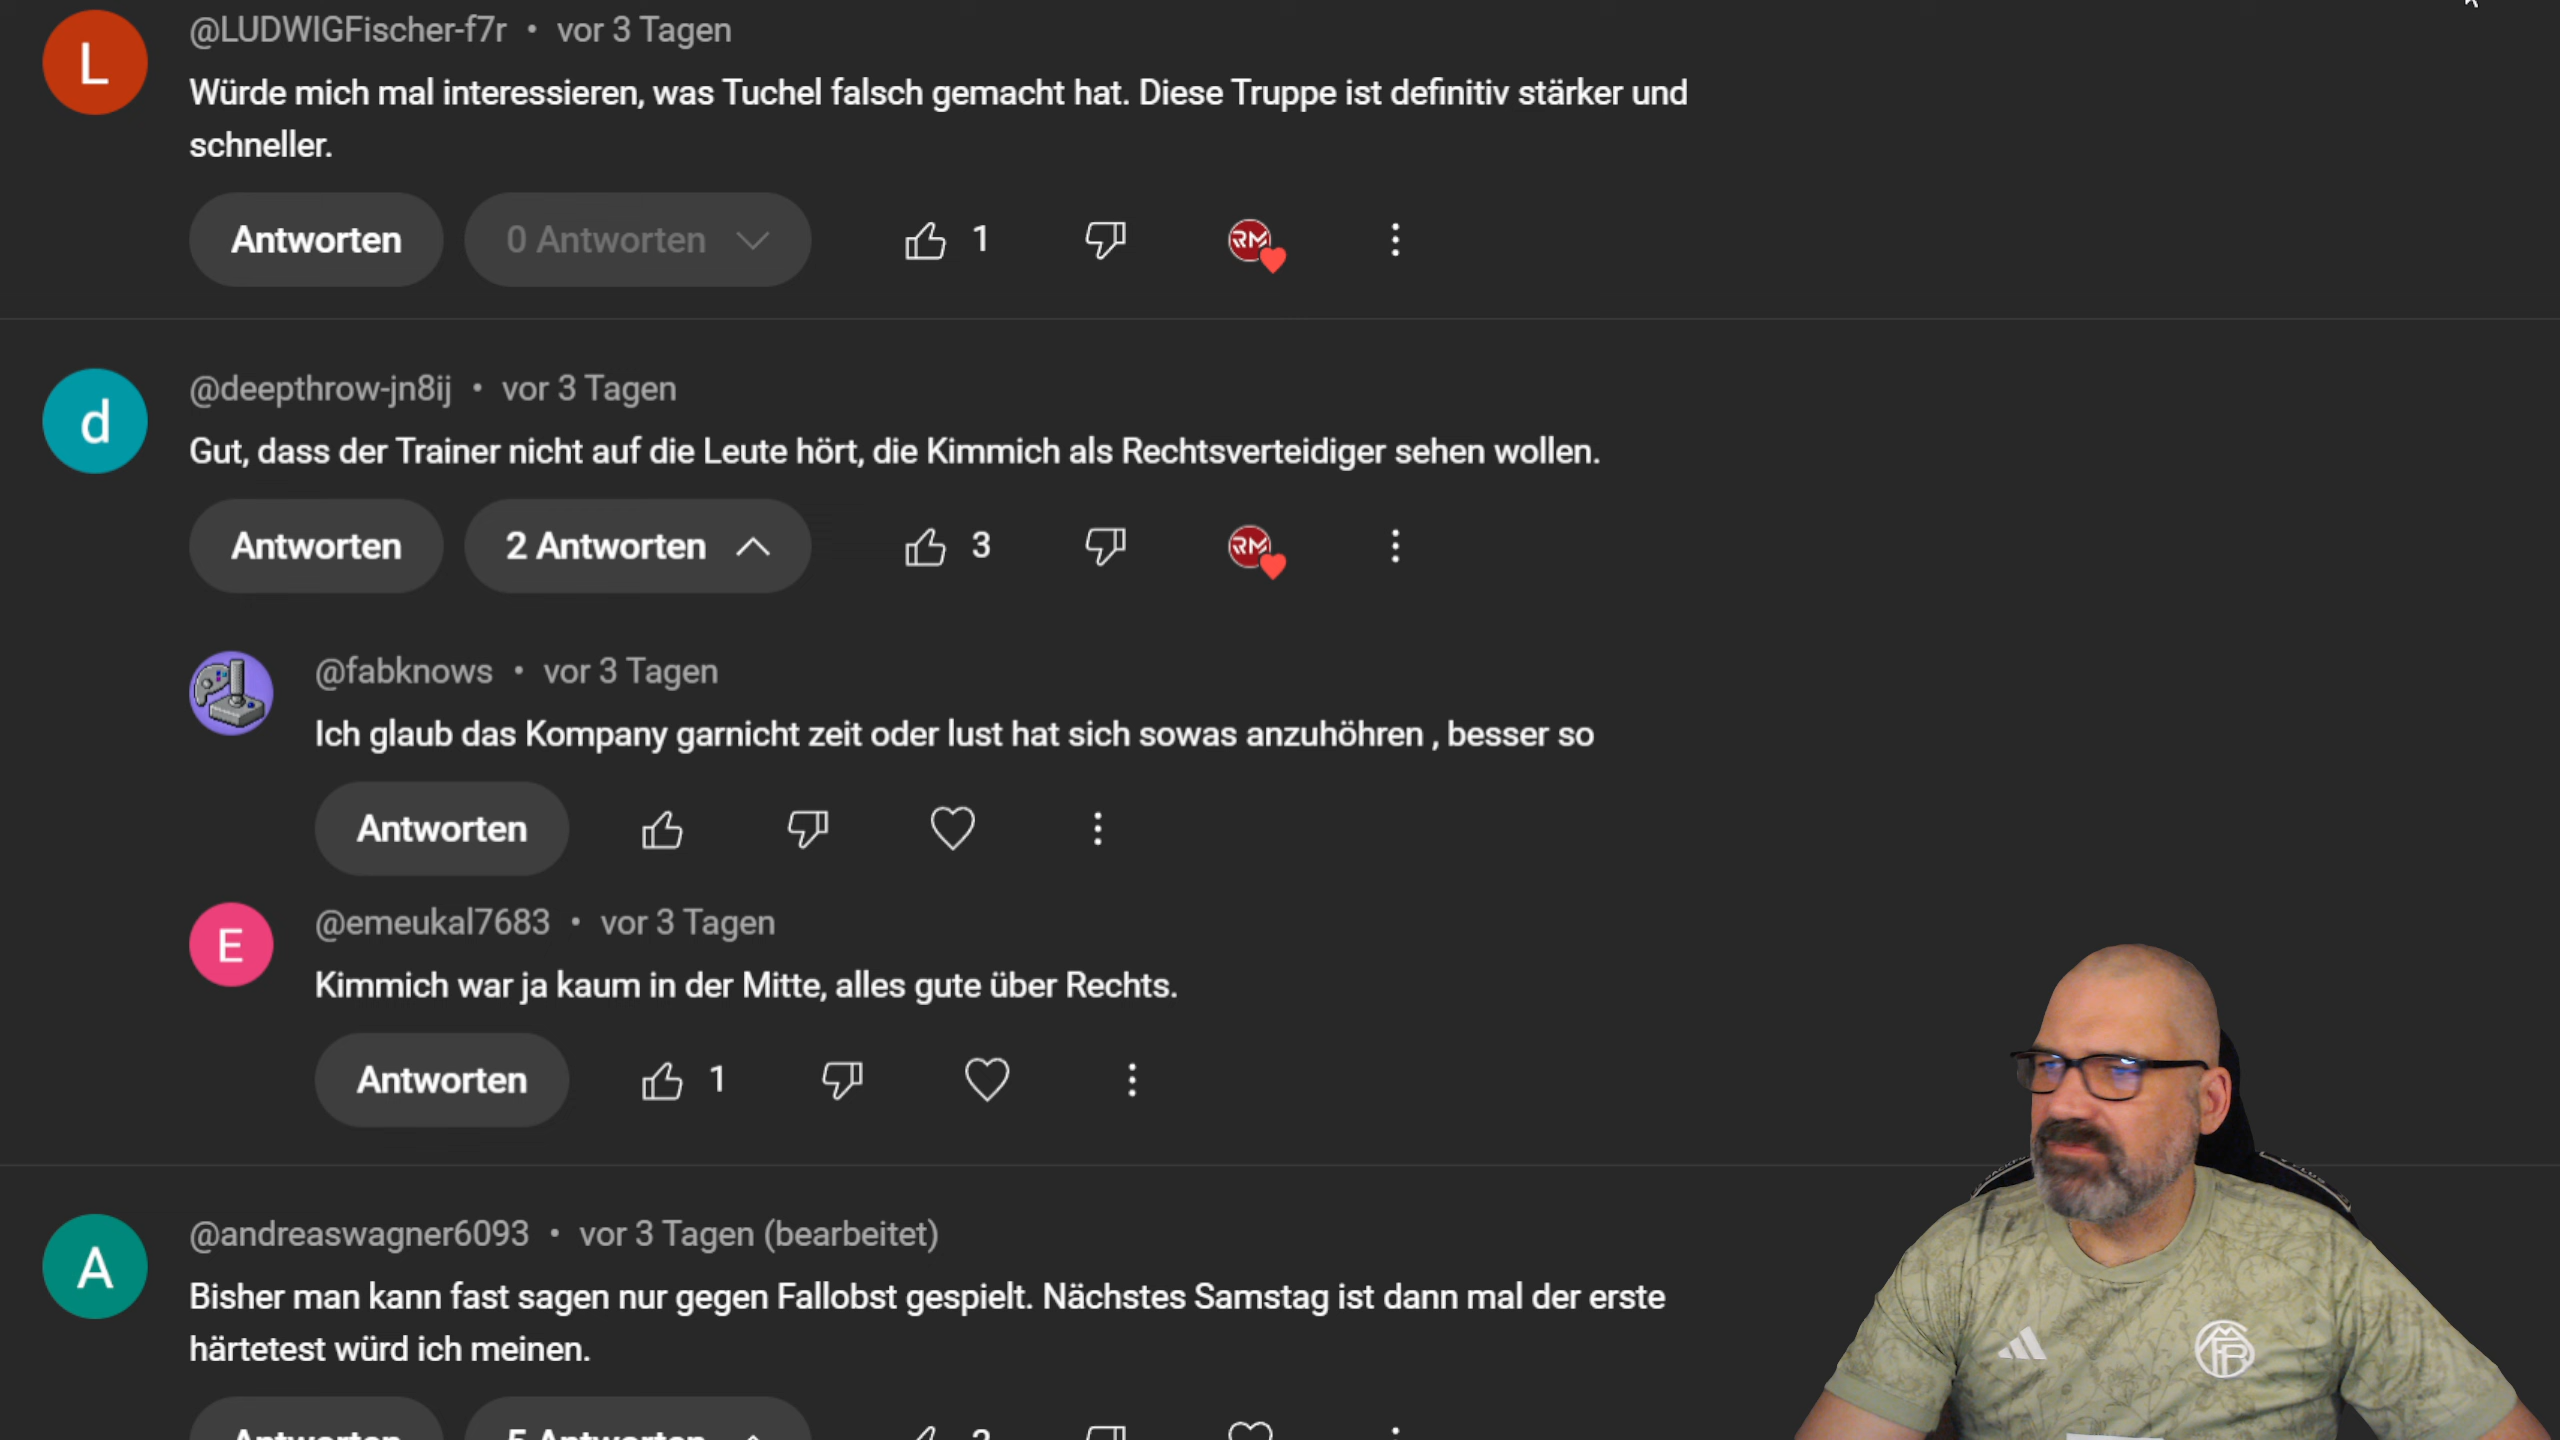 L
@LUDWIGFischer-f7r • vor 3 Tagen
Würde mich mal interessieren, was Tuchel falsch gemacht hat. Diese Truppe ist definitiv stärker und
schneller.
Antworten
0 Antworten
1
RM
d
@deepthrow-jn8ij • vor 3 Tagen
Gut, dass der Trainer nicht auf die Leute hört, die Kimmich als Rechtsverteidiger sehen wollen.
Antworten
2 Antworten
3
RM
@fabknows • vor 3 Tagen
Ich glaub das Kompany garnicht zeit oder lust hat sich sowas anzuhöhren , besser so
Antworten
E
@emeukal7683 • vor 3 Tagen
Kimmich war ja kaum in der Mitte, alles gute über Rechts.
Antworten
1
A
@andreaswagner6093 • vor 3 Tagen (bearbeitet)
Bisher man kann fast sagen nur gegen Fallobst gespielt. Nächstes Samstag ist dann mal der erste
härtetest würd ich meinen.
Antworten
5 Antworten